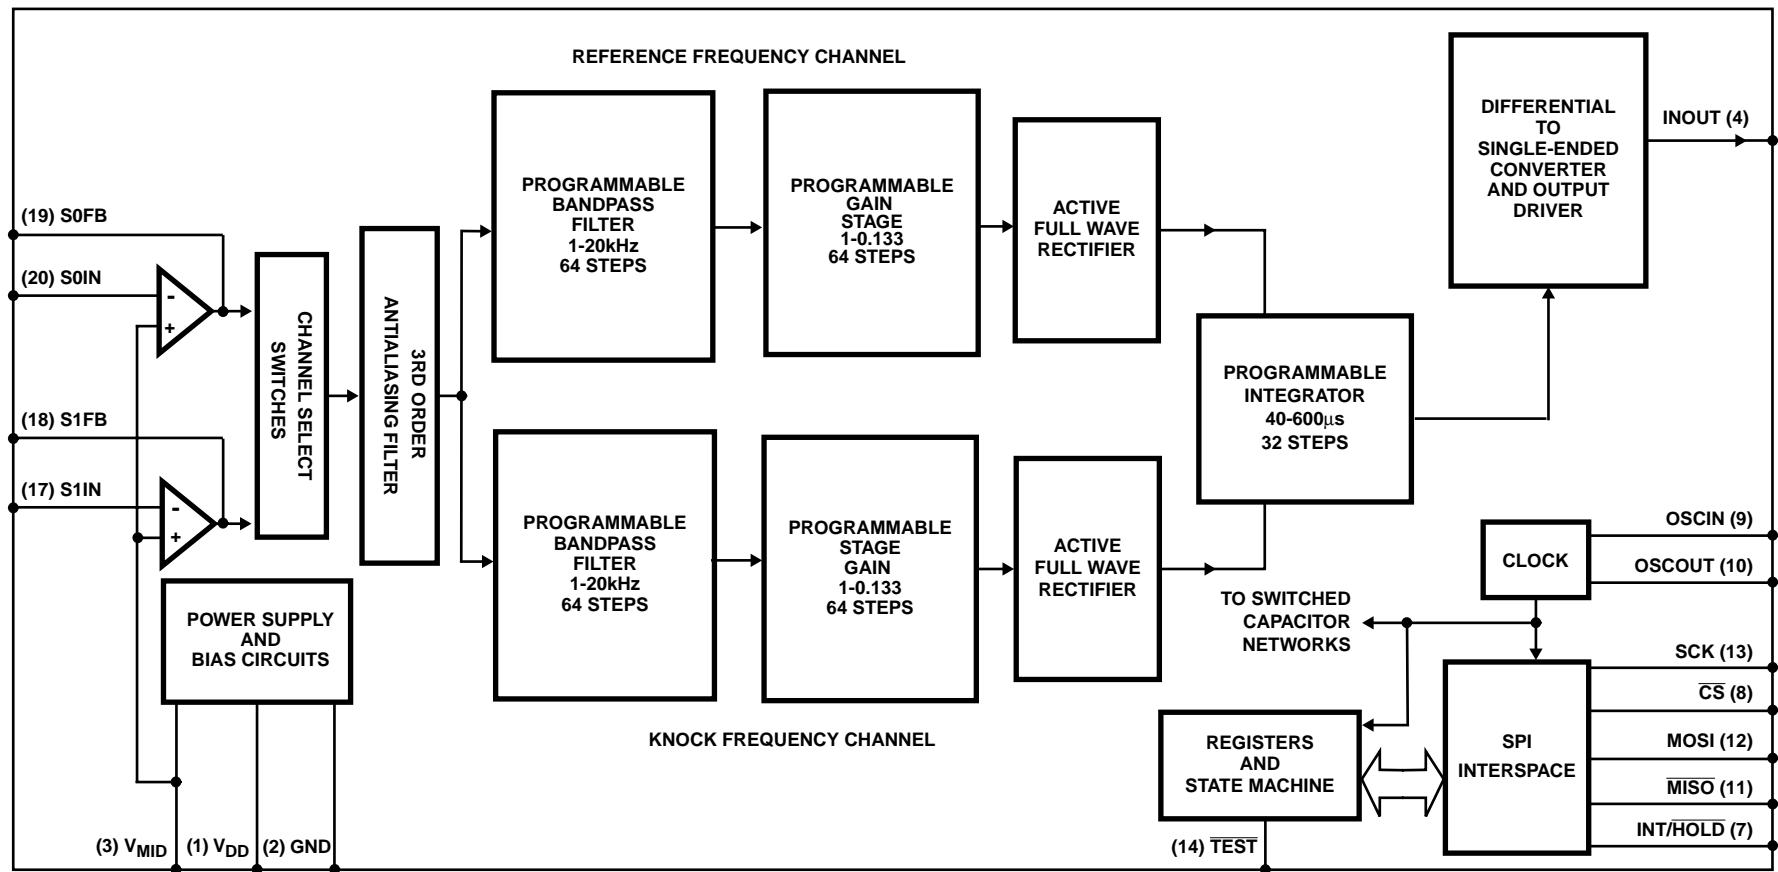 REFERENCE FREQUENCY CHANNEL
(19) S0FB
(20) S0IN
-
+
(18) S1FB
(17) S1IN
-
+
CHANNEL SELECT
SWITCHES
3RD ORDER
ANTIALIASING FILTER
PROGRAMMABLE
BANDPASS
FILTER
1-20kHz
64 STEPS
PROGRAMMABLE
GAIN
STAGE
1-0.133
64 STEPS
ACTIVE
FULL WAVE
RECTIFIER
DIFFERENTIAL
TO
SINGLE-ENDED
CONVERTER
AND OUTPUT
DRIVER
INOUT (4)
PROGRAMMABLE
INTEGRATOR
40-600μs
32 STEPS
PROGRAMMABLE
BANDPASS
FILTER
1-20kHz
64 STEPS
PROGRAMMABLE
STAGE
GAIN
1-0.133
64 STEPS
ACTIVE
FULL WAVE
RECTIFIER
KNOCK FREQUENCY CHANNEL
POWER SUPPLY
AND
BIAS CIRCUITS
(3) VMID
(1) VDD
(2) GND
TO SWITCHED
CAPACITOR
NETWORKS
CLOCK
OSCIN (9)
OSCOUT (10)
REGISTERS
AND
STATE MACHINE
(14) TEST
SPI
INTERSPACE
SCK (13)
CS (8)
MOSI (12)
MISO (11)
INT/HOLD (7)